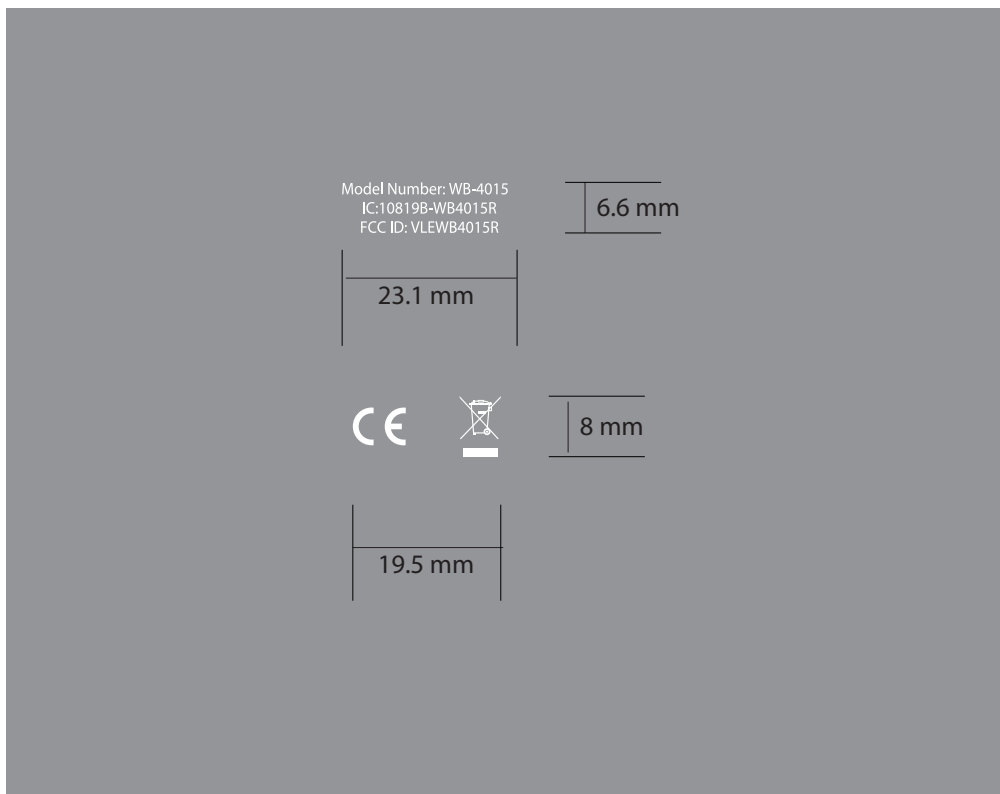 Model Number: WB-4015
IC:10819B-WB4015R
FCC ID: VLEWB4015R
6.6 mm
23.1 mm
CE
8 mm
19.5 mm